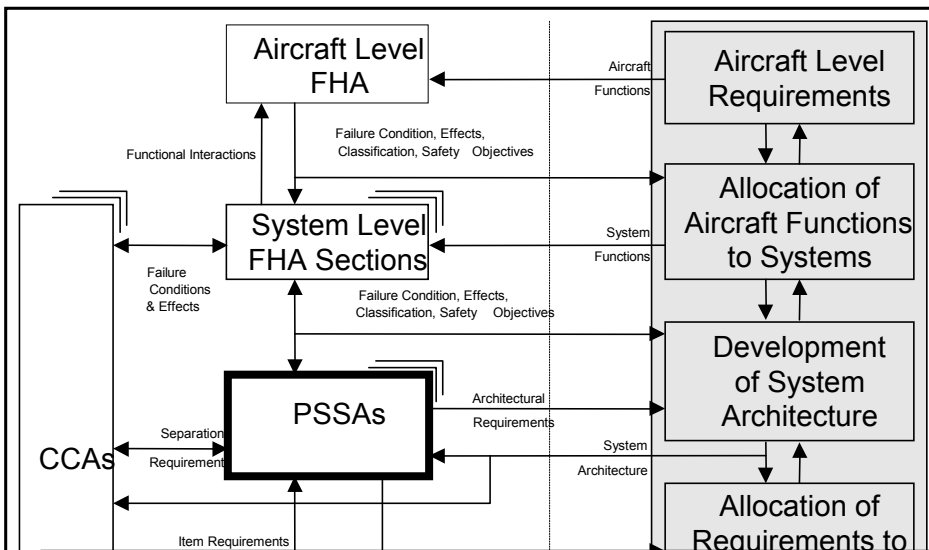 Aircraft Level
FHA
Aircraft
Functions
Aircraft Level
Requirements
Functional Interactions
Failure Condition, Effects,
Classification, Safety Objectives
System Level
FHA Sections
System
Functions
Allocation of
Aircraft Functions
to Systems
Failure
Conditions
& Effects
Failure Condition, Effects,
Classification, Safety Objectives
Development
of System
Architecture
PSSAs
Architectural
Requirements
CCAs
Separation
Requirement
System
Architecture
Item Requirements
Allocation of
Requirements to